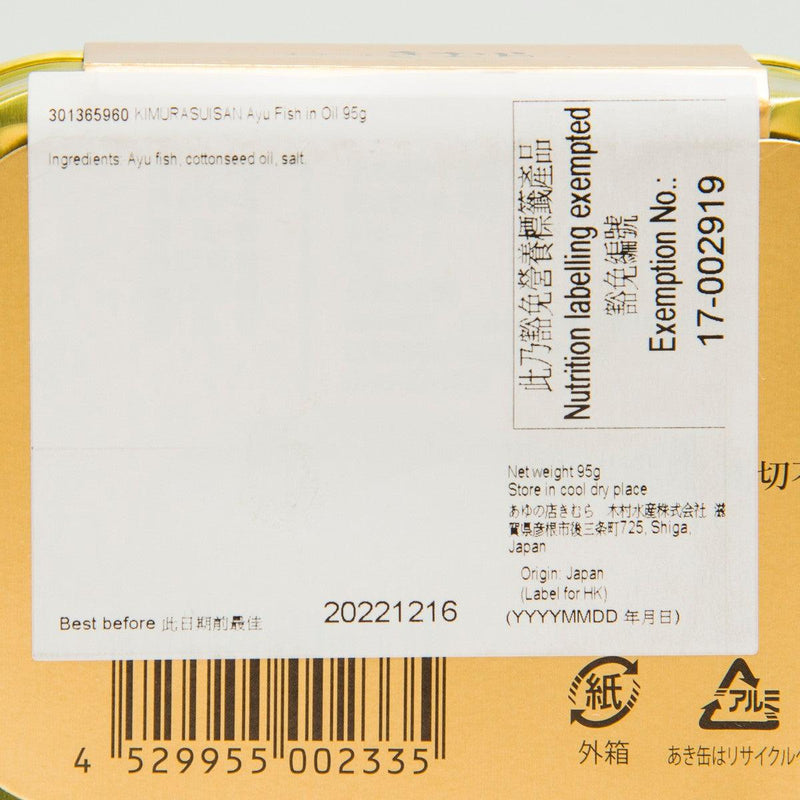 301365960 KIMURASUISAN Ayu Fish in Oil 95g
Ingredients: Ayu fish, cottonseed oil, salt.
此乃豁免營養標籤產品
Nutrition labelling exempted
豁免編號
Exemption No.:
17-002919
Net weight 95g
Store in cool dry place
あゆの店きむら 木村水産株式会社 滋
賀県彦根市後三条町725, Shiga,
Japan
Origin: Japan
(Label for HK)
Best before 此日期前最佳 20221216 (YYYYMMDD 年月日)
切
4 529955 002335
紙
外箱
アルミ
あき缶はリサイクル